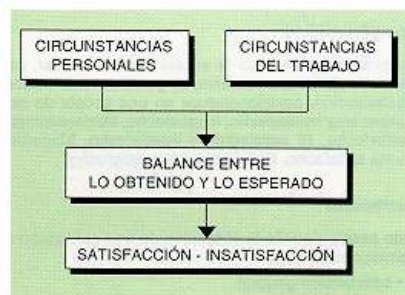 CIRCUNSTANCIAS
PERSONALES
CIRCUNSTANCIAS
DEL TRABAJO
BALANCE ENTRE
LO OBTENIDO Y LO ESPERADO
SATISFACCIÓN - INSATISFACCIÓN